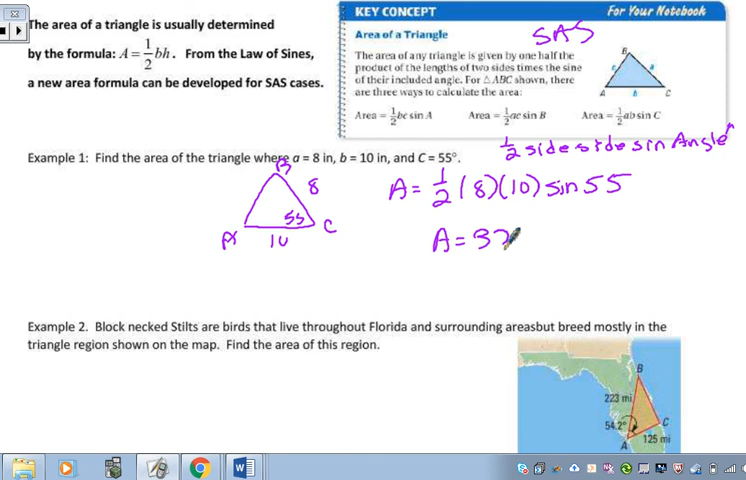 The area of a triangle is usually determined
by the formula: A = 1/2 bh. From the Law of Sines,
a new area formula can be developed for SAS cases.
KEY CONCEPT For Your Notebook
Area of a Triangle
SAS
The area of any triangle is given by one half the
product of the lengths of two sides times the sine
of their included angle. For △ABC shown, there
are three ways to calculate the area:
B
c a
A b C
Area = 1/2 bc sin A Area = 1/2 ac sin B Area = 1/2 ab sin C
1/2 side side sin Angle
Example 1: Find the area of the triangle where a = 8 in, b = 10 in, and C = 55°.
B
8
55
A C
10
A = 1/2 (8)(10) sin 55
A = 32
Example 2. Block necked Stilts are birds that live throughout Florida and surrounding areasbut breed mostly in the
triangle region shown on the map. Find the area of this region.
B
223 mi
54.2° C
A 125 mi
W